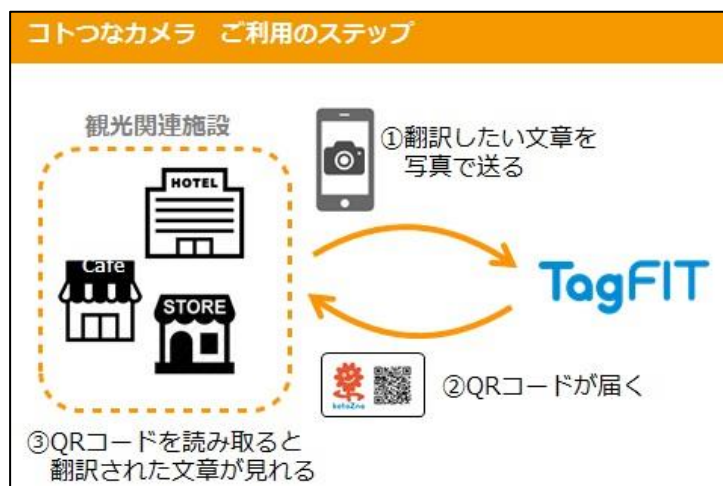 コトつなカメラ　ご利用のステップ
観光関連施設
HOTEL
Cafe
STORE
①翻訳したい文章を
写真で送る
TagFIT
kotoZna
②QRコードが届く
③QRコードを読み取ると
翻訳された文章が見れる